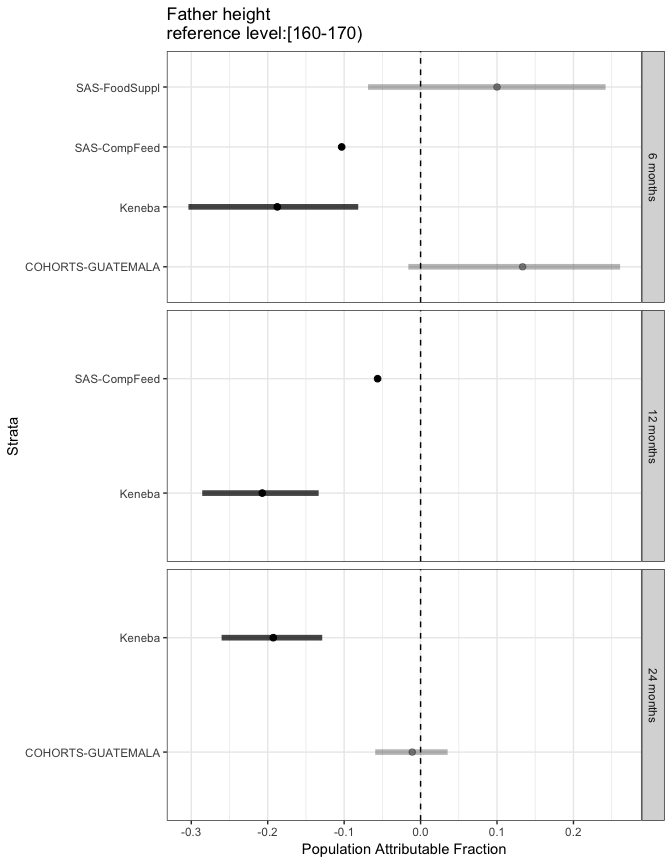 Father height
reference level:[160-170)
SAS-FoodSuppl
SAS-CompFeed
Keneba
COHORTS-GUATEMALA
6 months
SAS-CompFeed
Keneba
12 months
Keneba
COHORTS-GUATEMALA
24 months
Strata
-0.3
-0.2
-0.1
0.0
0.1
0.2
Population Attributable Fraction